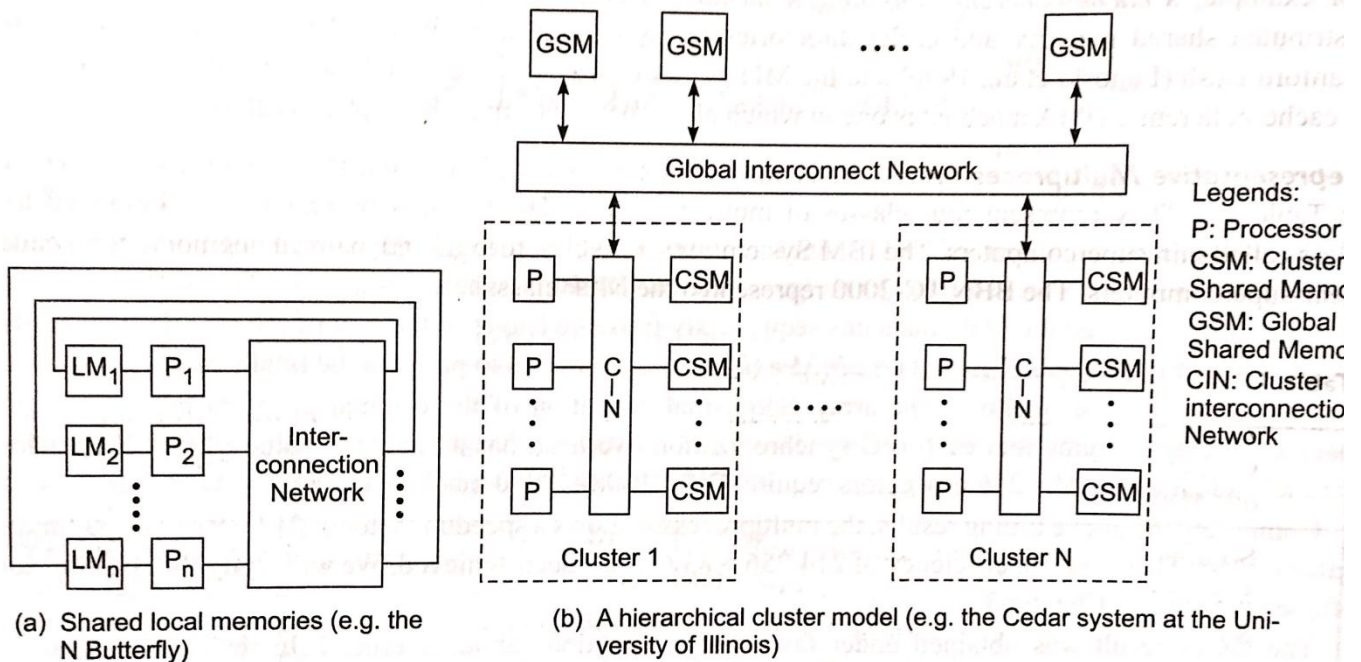 GSM
GSM
....
GSM
Global Interconnect Network
Legends:
P: Processor
CSM: Cluster
Shared Memo
GSM: Global
Shared Memo
CIN: Cluster
interconnectio
Network
P
CSM
P
C
I
N
CSM
P
CSM
Cluster 1
......
P
CSM
P
C
I
N
CSM
P
CSM
Cluster N
LM1 P1
LM2 P2
LMn Pn
Inter-
connection
Network
(a) Shared local memories (e.g. the
N Butterfly)
(b) A hierarchical cluster model (e.g. the Cedar system at the Uni-
versity of Illinois)